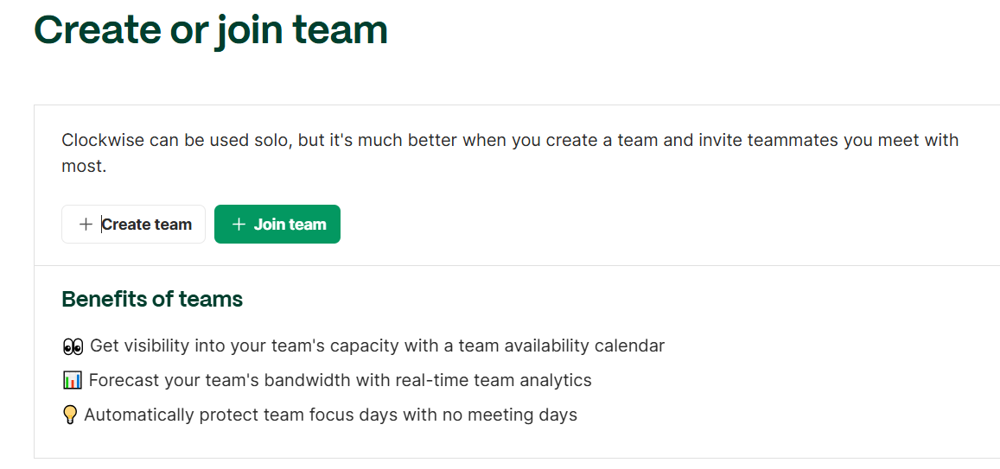 Create or join team
Clockwise can be used solo, but it's much better when you create a team and invite teammates you meet with
most.
+ Create team + Join team
Benefits of teams
👀 Get visibility into your team's capacity with a team availability calendar
📊 Forecast your team's bandwidth with real-time team analytics
💡 Automatically protect team focus days with no meeting days